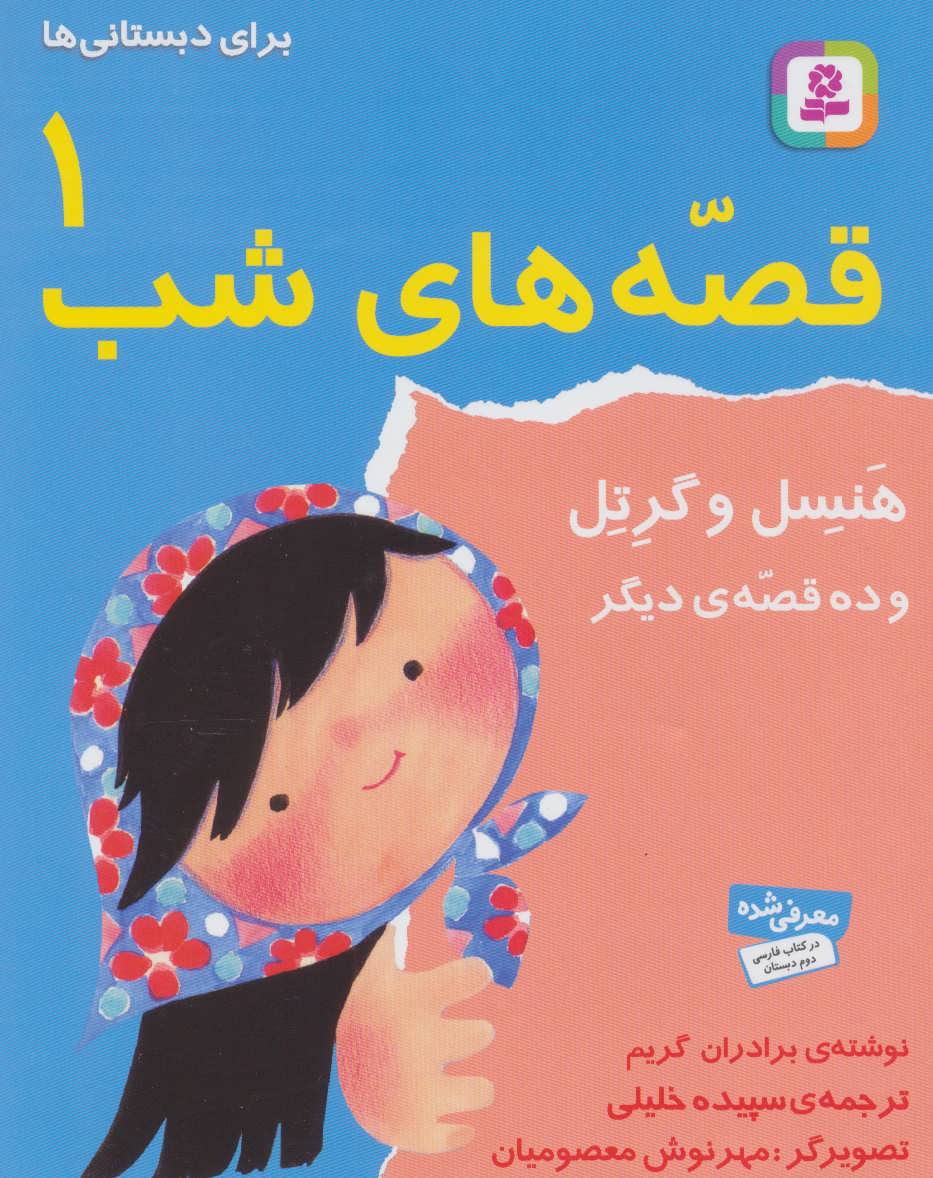 برای دبستانی‌ها
قصّه‌های شب ۱
هَنسِل و گرِتِل
و ده قصّه‌ی دیگر
معرفی شده
در کتاب فارسی
دوم دبستان
نوشته‌ی برادران گریم
ترجمه‌ی سپیده خلیلی
تصویرگر: مهرنوش معصومیان